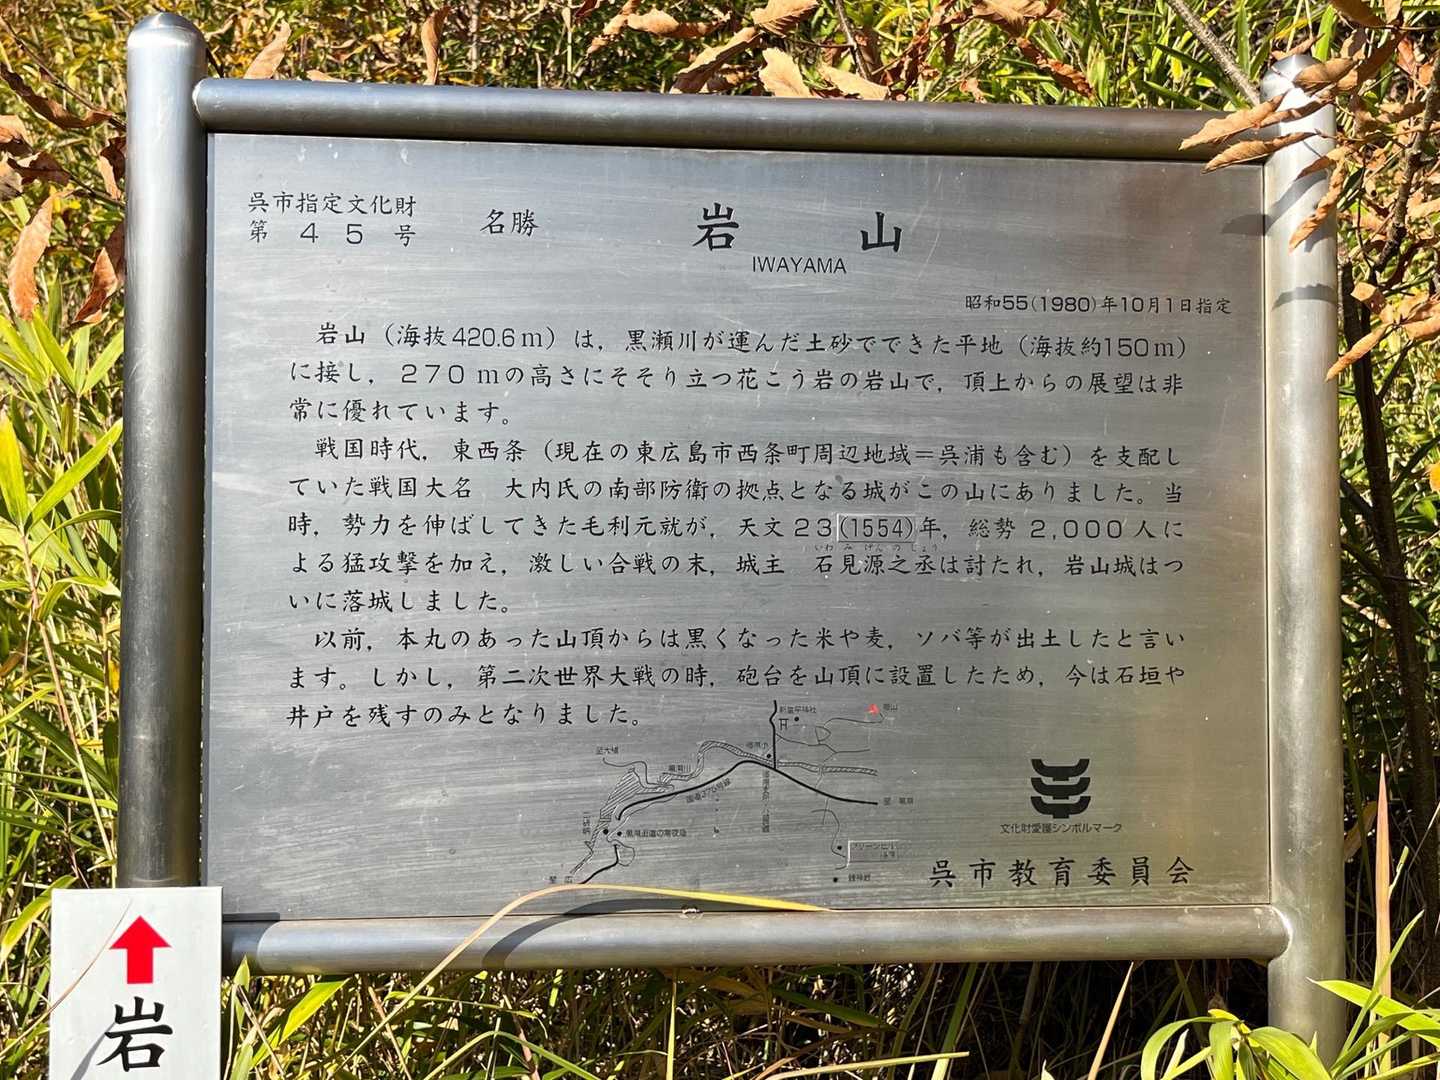 呉市指定文化財
第４５号
名勝
岩山
IWAYAMA
昭和55(1980)年10月1日指定
岩山（海抜420.6ｍ）は，黒瀬川が運んだ土砂でできた平地（海抜約150ｍ）
に接し，２７０ｍの高さにそそり立つ花こう岩の岩山で，頂上からの展望は非
常に優れています。
戦国時代，東西条（現在の東広島市西条町周辺地域＝呉浦も含む）を支配し
ていた戦国大名　大内氏の南部防衛の拠点となる城がこの山にありました。当
時，勢力を伸ばしてきた毛利元就が，天文２３(1554)年，総勢２,０００人に
いわみげんのじょう
よる猛攻撃を加え，激しい合戦の末，城主　石見源之丞は討たれ，岩山城はつ
いに落城しました。
以前，本丸のあった山頂からは黒くなった米や麦，ソバ等が出土したと言い
ます。しかし，第二次世界大戦の時，砲台を山頂に設置したため，今は石垣や
井戸を残すのみとなりました。
岩山
黒瀬川
国道375号線
文化財愛護シンボルマーク
呉市教育委員会
岩